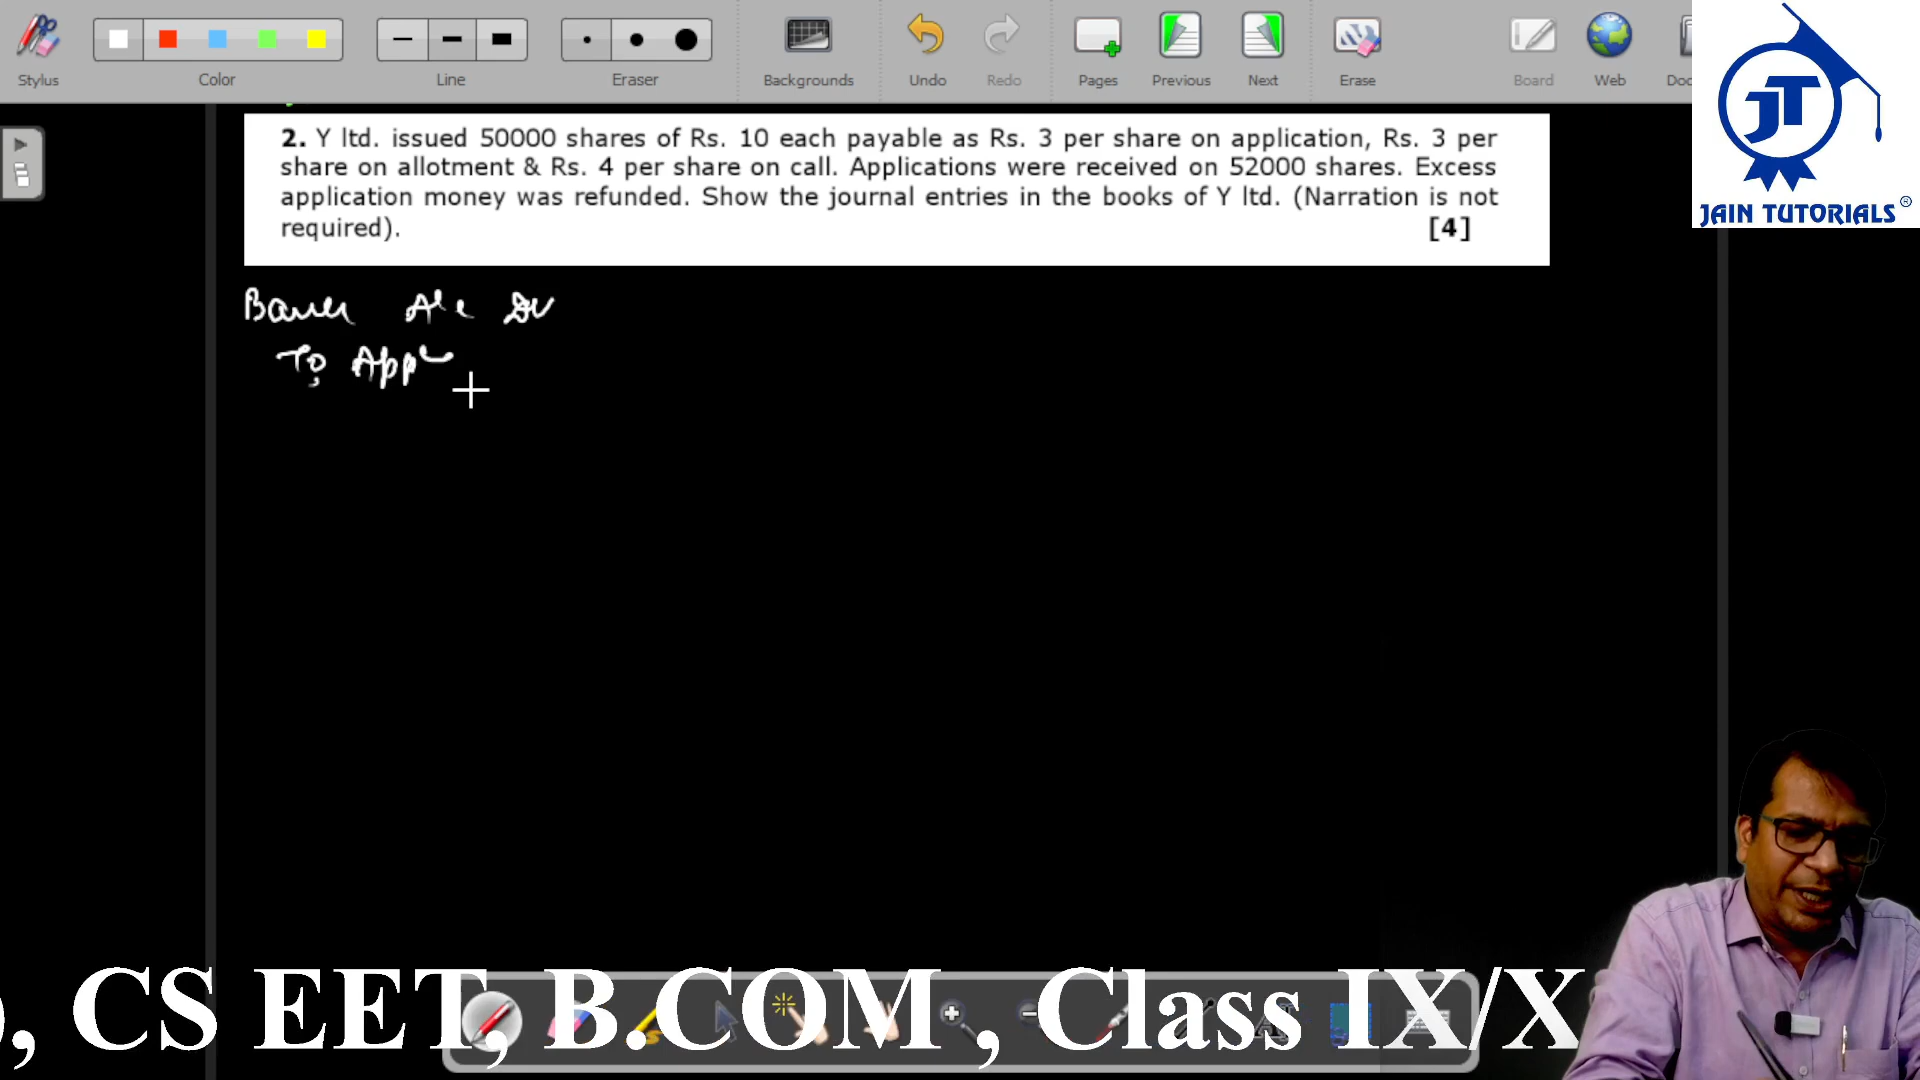 Stylus
Color
Line
Eraser
Backgrounds
Undo
Redo
Pages
Previous
Next
Erase
Board
Web
JT
JAIN TUTORIALS®
2. Y ltd. issued 50000 shares of Rs. 10 each payable as Rs. 3 per share on application, Rs. 3 per
share on allotment & Rs. 4 per share on call. Applications were received on 52000 shares. Excess
application money was refunded. Show the journal entries in the books of Y ltd. (Narration is not
required). [4]
Bank A/c Dr
To Appl
), CS EET, B.COM , Class IX/X